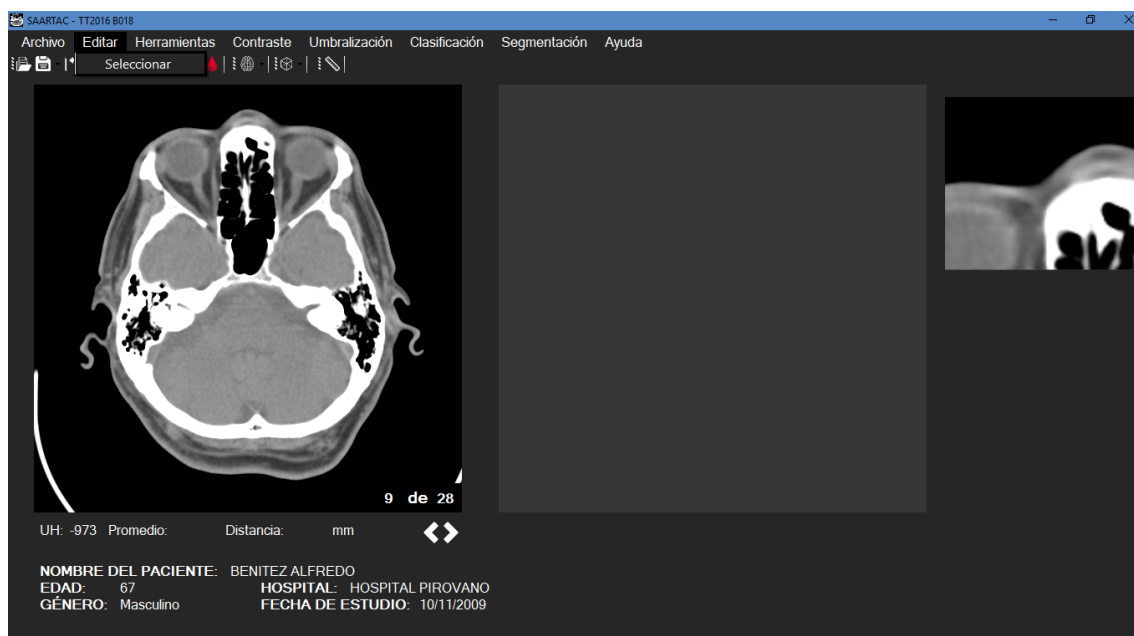 SAARTAC - TT2016 B018
Archivo Editar Herramientas Contraste Umbralización Clasificación Segmentación Ayuda
Seleccionar
9 de 28
UH: -973 Promedio: Distancia: mm
NOMBRE DEL PACIENTE: BENITEZ ALFREDO
EDAD: 67 HOSPITAL: HOSPITAL PIROVANO
GÉNERO: Masculino FECHA DE ESTUDIO: 10/11/2009